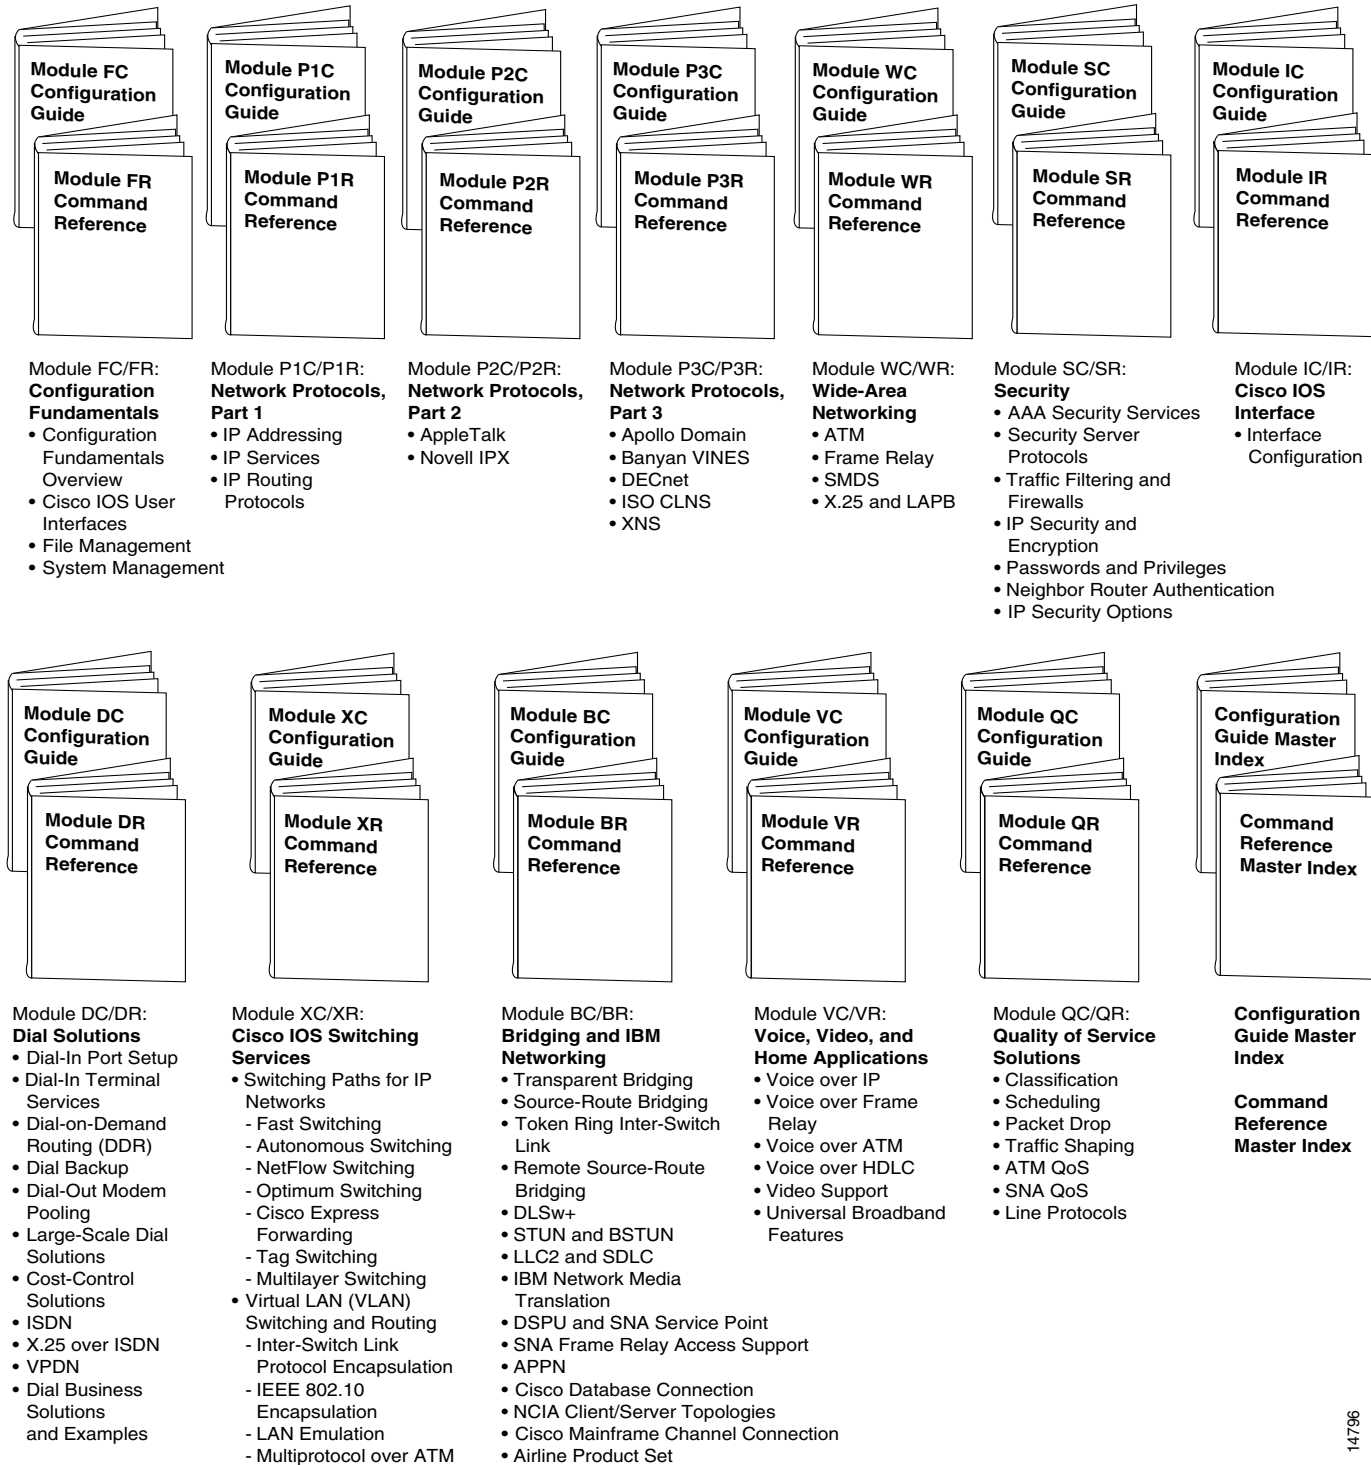 Module FC
Configuration
Guide
Module FR
Command
Reference
Module P1C
Configuration
Guide
Module P1R
Command
Reference
Module P2C
Configuration
Guide
Module P2R
Command
Reference
Module P3C
Configuration
Guide
Module P3R
Command
Reference
Module WC
Configuration
Guide
Module WR
Command
Reference
Module SC
Configuration
Guide
Module SR
Command
Reference
Module IC
Configuration
Guide
Module IR
Command
Reference
Module FC/FR:
Configuration
Fundamentals
• Configuration
Fundamentals
Overview
• Cisco IOS User
Interfaces
• File Management
• System Management
Module P1C/P1R:
Network Protocols,
Part 1
• IP Addressing
• IP Services
• IP Routing
Protocols
Module P2C/P2R:
Network Protocols,
Part 2
• AppleTalk
• Novell IPX
Module P3C/P3R:
Network Protocols,
Part 3
• Apollo Domain
• Banyan VINES
• DECnet
• ISO CLNS
• XNS
Module WC/WR:
Wide-Area
Networking
• ATM
• Frame Relay
• SMDS
• X.25 and LAPB
Module SC/SR:
Security
• AAA Security Services
• Security Server
Protocols
• Traffic Filtering and
Firewalls
• IP Security and
Encryption
• Passwords and Privileges
• Neighbor Router Authentication
• IP Security Options
Module IC/IR:
Cisco IOS
Interface
• Interface
Configuration
Module DC
Configuration
Guide
Module DR
Command
Reference
Module XC
Configuration
Guide
Module XR
Command
Reference
Module BC
Configuration
Guide
Module BR
Command
Reference
Module VC
Configuration
Guide
Module VR
Command
Reference
Module QC
Configuration
Guide
Module QR
Command
Reference
Configuration
Guide Master
Index
Command
Reference
Master Index
Module DC/DR:
Dial Solutions
• Dial-In Port Setup
• Dial-In Terminal
Services
• Dial-on-Demand
Routing (DDR)
• Dial Backup
• Dial-Out Modem
Pooling
• Large-Scale Dial
Solutions
• Cost-Control
Solutions
• ISDN
• X.25 over ISDN
• VPDN
• Dial Business
Solutions
and Examples
Module XC/XR:
Cisco IOS Switching
Services
• Switching Paths for IP
Networks
- Fast Switching
- Autonomous Switching
- NetFlow Switching
- Optimum Switching
- Cisco Express
Forwarding
- Tag Switching
- Multilayer Switching
• Virtual LAN (VLAN)
Switching and Routing
- Inter-Switch Link
Protocol Encapsulation
- IEEE 802.10
Encapsulation
- LAN Emulation
- Multiprotocol over ATM
Module BC/BR:
Bridging and IBM
Networking
• Transparent Bridging
• Source-Route Bridging
• Token Ring Inter-Switch
Link
• Remote Source-Route
Bridging
• DLSw+
• STUN and BSTUN
• LLC2 and SDLC
• IBM Network Media
Translation
• DSPU and SNA Service Point
• SNA Frame Relay Access Support
• APPN
• Cisco Database Connection
• NCIA Client/Server Topologies
• Cisco Mainframe Channel Connection
• Airline Product Set
Module VC/VR:
Voice, Video, and
Home Applications
• Voice over IP
• Voice over Frame
Relay
• Voice over ATM
• Voice over HDLC
• Video Support
• Universal Broadband
Features
Module QC/QR:
Quality of Service
Solutions
• Classification
• Scheduling
• Packet Drop
• Traffic Shaping
• ATM QoS
• SNA QoS
• Line Protocols
Configuration
Guide Master
Index
Command
Reference
Master Index
14796